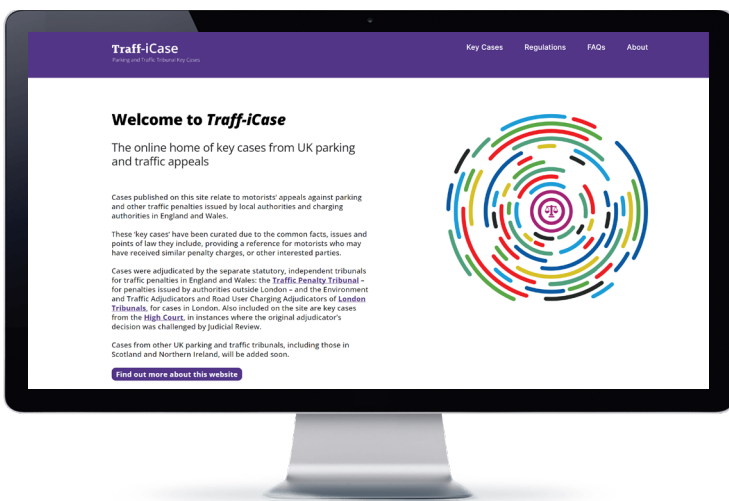 Traff-iCase
Parking and Traffic Tribunal Key Cases
Key Cases Regulations FAQs About
Welcome to Traff-iCase
The online home of key cases from UK parking
and traffic appeals
Cases published on this site relate to motorists' appeals against parking
and other traffic penalties issued by local authorities and charging
authorities in England and Wales.
These 'key cases' have been curated due to the common facts, issues and
points of law they include, providing a reference for motorists who may
have received similar penalty charges, or other interested parties.
Cases were adjudicated by the separate statutory, independent tribunals
for traffic penalties in England and Wales: the Traffic Penalty Tribunal –
for penalties issued by authorities outside London – and the Environment
and Traffic Adjudicators and Road User Charging Adjudicators of London
Tribunals, for cases in London. Also included on the site are key cases
from the High Court, in instances where the original adjudicator's
decision was challenged by Judicial Review.
Cases from other UK parking and traffic tribunals, including those in
Scotland and Northern Ireland, will be added soon.
Find out more about this website